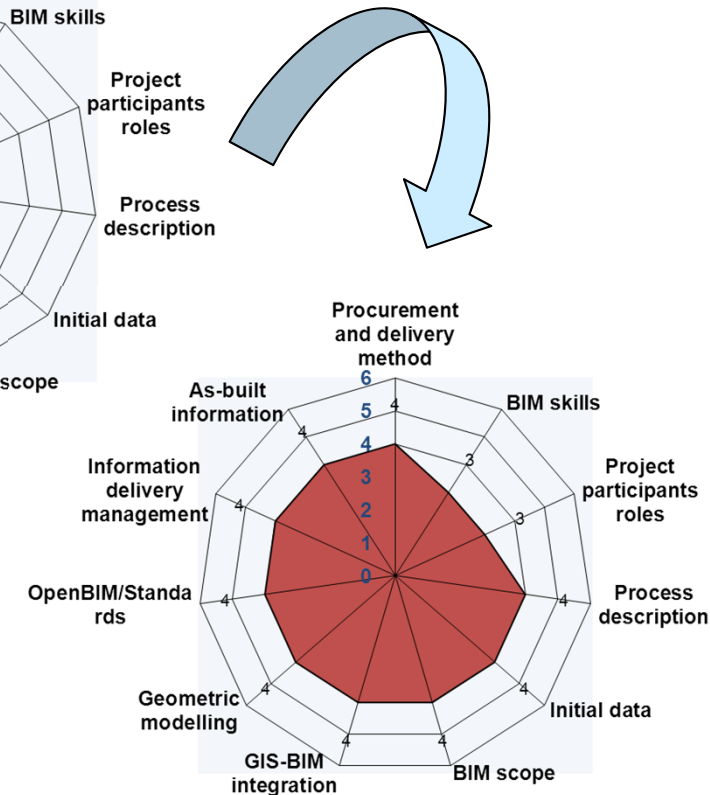 BIM skills
Project
participants
roles
Process
description
Initial data
scope
Procurement
and delivery
method
6
5
4
3
2
1
0
4
BIM skills
3
Project
participants
roles
3
Process
description
4
Initial data
4
BIM scope
4
GIS-BIM
integration
4
Geometric
modelling
4
OpenBIM/Standa
rds
4
Information
delivery
management
4
As-built
information
4